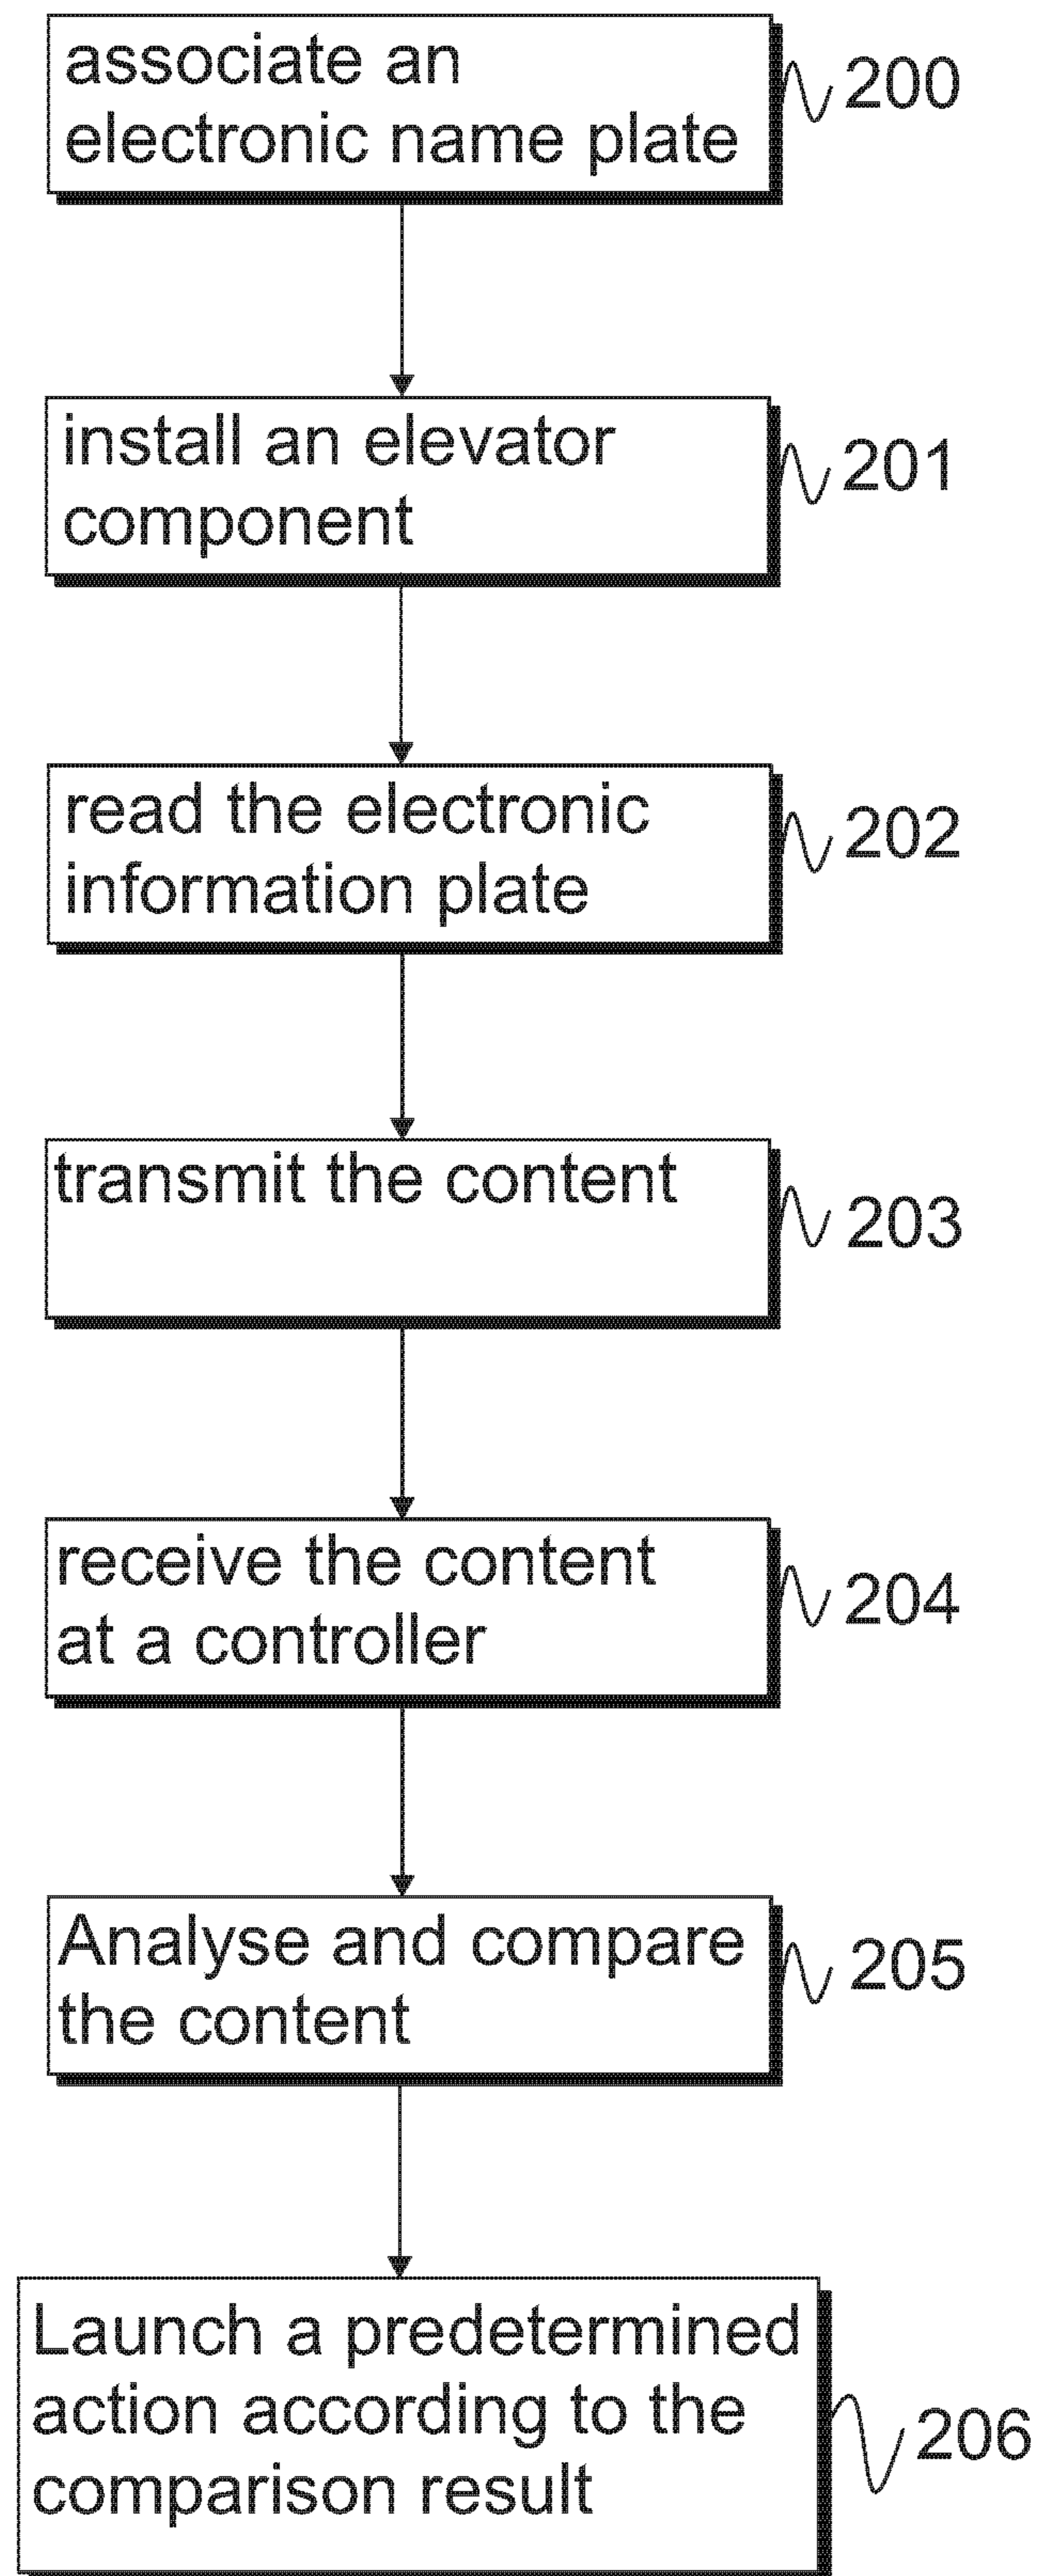 associate an
electronic name plate
200
install an elevator
component
201
read the electronic
information plate
202
transmit the content
203
receive the content
at a controller
204
Analyse and compare
the content
205
Launch a predetermined
action according to the
comparison result
206